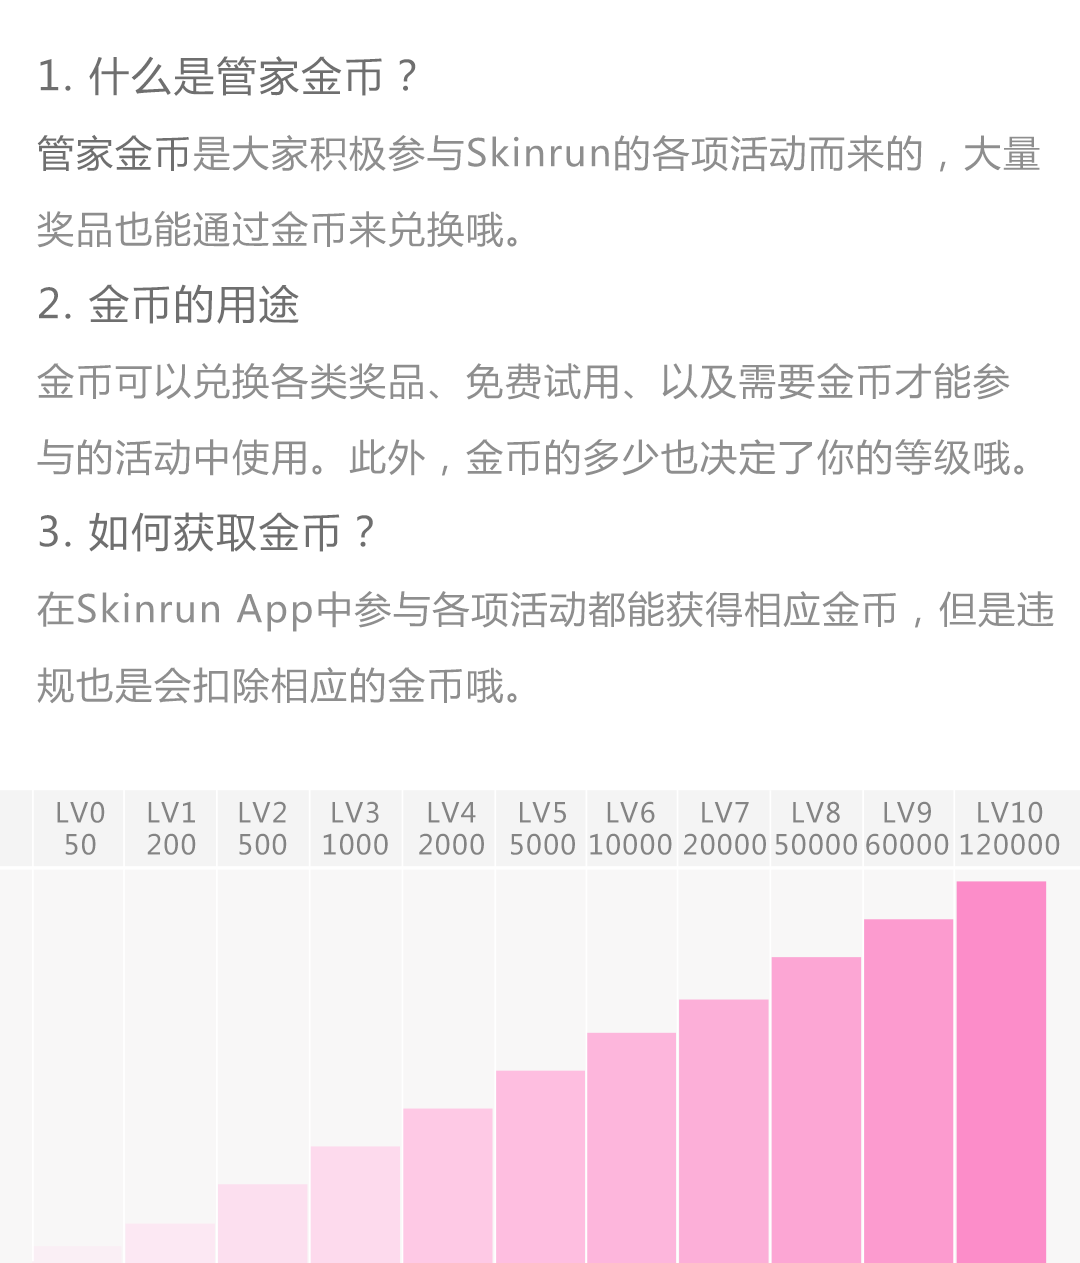 1. 什么是管家金币？
管家金币是大家积极参与Skinrun的各项活动而来的，大量
奖品也能通过金币来兑换哦。
2. 金币的用途
金币可以兑换各类奖品、免费试用、以及需要金币才能参
与的活动中使用。此外，金币的多少也决定了你的等级哦。
3. 如何获取金币？
在Skinrun App中参与各项活动都能获得相应金币，但是违
规也是会扣除相应的金币哦。
LV0 LV1 LV2 LV3 LV4 LV5 LV6 LV7 LV8 LV9 LV10
50 200 500 1000 2000 5000 10000 20000 50000 60000 120000